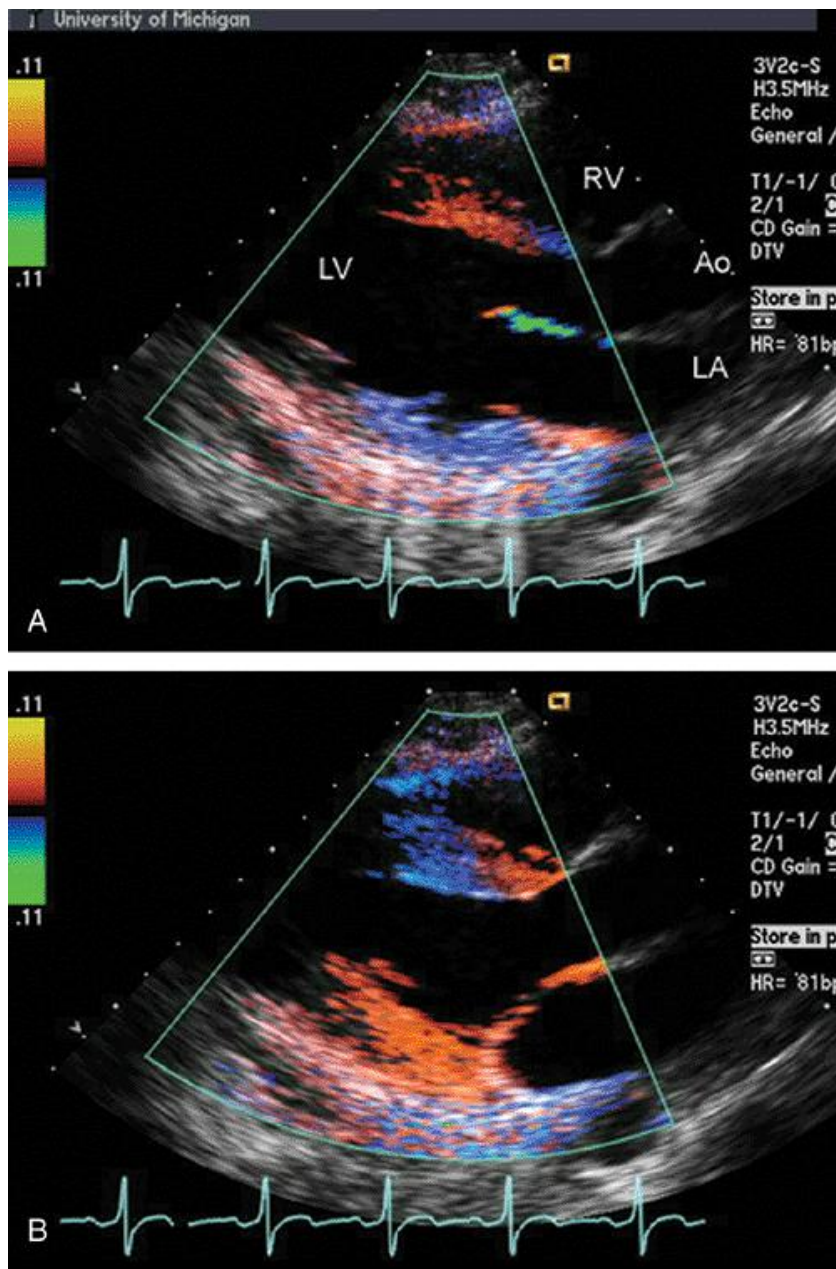 University of Michigan
.11
.11
3V2c-S
H3.5MHz
Echo
General /
T1/-1/
2/1
CD Gain =
DTV
Store in p
HR= 81bp
RV
LV
Ao
LA
A
.11
.11
3V2c-S
H3.5MHz
Echo
General /
T1/-1/
2/1
CD Gain =
DTV
Store in p
HR= 81bp
B